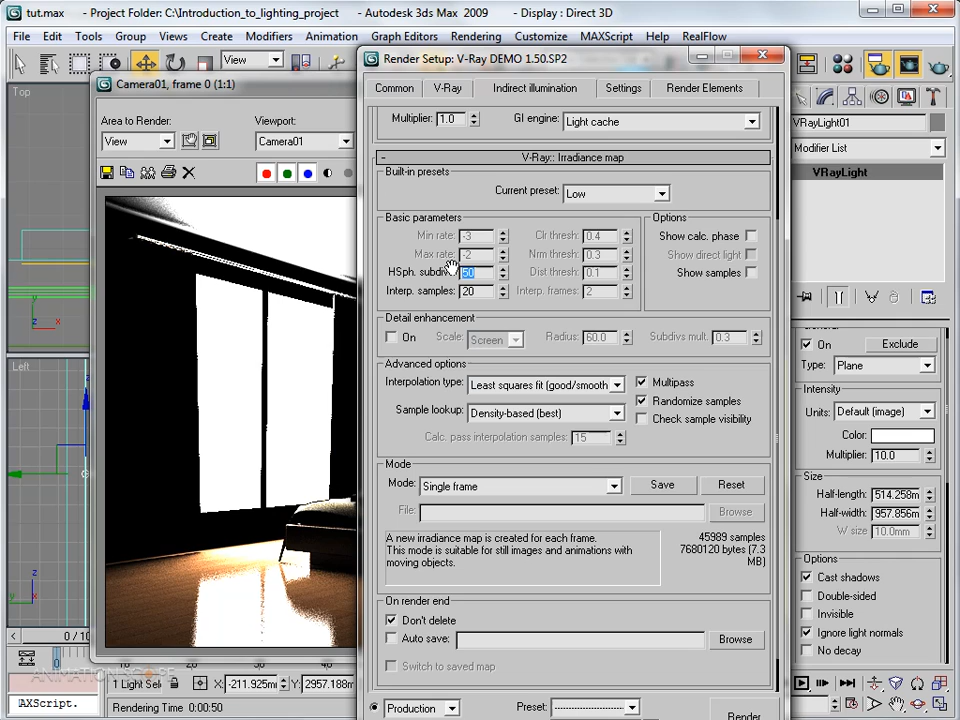 tut.max - Project Folder: C:\Introduction_to_lighting_project - Autodesk 3ds Max 2009 - Display : Direct 3D
File Edit Tools Group Views Create Modifiers Animation Graph Editors Rendering Customize MAXScript Help RealFlow
View
Render Setup: V-Ray DEMO 1.50.SP2
Top
Camera01, frame 0 (1:1)
Common V-Ray Indirect illumination Settings Render Elements
Area to Render: Viewport:
View Camera01
Multiplier: 1.0 GI engine: Light cache
VRayLight01
Modifier List
VRayLight
- V-Ray:: Irradiance map
Built-in presets
Current preset: Low
Basic parameters Options
Min rate: -3 Clr thresh: 0.4 Show calc. phase
Max rate: -2 Nrm thresh: 0.3 Show direct light
HSph. subdivs: 50 Dist thresh: 0.1 Show samples
Interp. samples: 20 Interp. frames: 2
z
x
Detail enhancement
On Scale: Screen Radius: 60.0 Subdivs mult. 0.3
Advanced options
Interpolation type: Least squares fit (good/smooth Multipass
Randomize samples
Sample lookup: Density-based (best) Check sample visibility
Calc. pass interpolation samples: 15
Left
General
On Exclude
Type: Plane
Intensity
Units: Default (image)
Color:
Multiplier: 10.0
Mode
Mode: Single frame Save Reset
File: Browse
A new irradiance map is created for each frame.
This mode is suitable for still images and animations with
moving objects.
45989 samples
7680120 bytes (7.3
MB)
Size
Half-length: 514.258m
Half-width: 957.856m
W size 10.0mm
Options
Cast shadows
Double-sided
Invisible
Ignore light normals
No decay
z
y x
On render end
Don't delete
Auto save: Browse
Switch to saved map
0 / 10
0
ANIMATION SCOPE
1 Light Sel X: -211.925m 2957.188m
AXScript. Rendering Time 0:00:50
Production Preset: Render